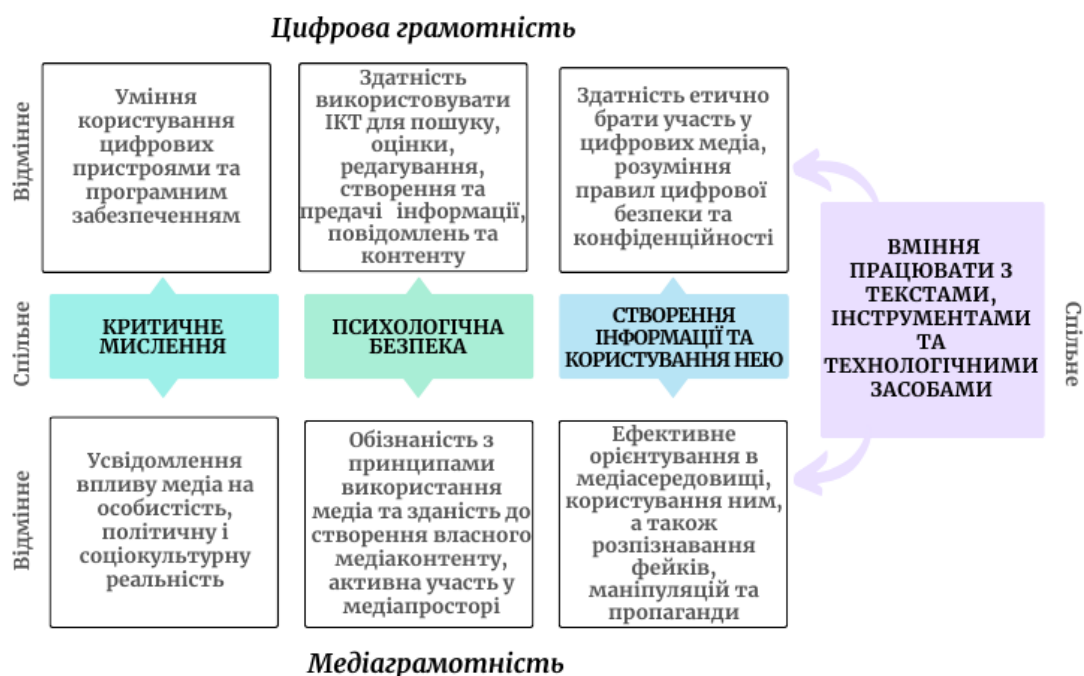 Цифрова грамотність
Відмінне
Уміння
користування
цифрових
пристроями та
програмним
забезпеченням
Здатність
використовувати
ІКТ для пошуку,
оцінки,
редагування,
створення та
предачі інформації,
повідомлень та
контенту
Здатність етично
брати участь у
цифрових медіа,
розуміння
правил цифрової
безпеки та
конфіденційності
Спільне
КРИТИЧНЕ
МИСЛЕННЯ
ПСИХОЛОГІЧНА
БЕЗПЕКА
СТВОРЕННЯ
ІНФОРМАЦІЇ ТА
КОРИСТУВАННЯ НЕЮ
ВМІННЯ
ПРАЦЮВАТИ З
ТЕКСТАМИ,
ІНСТРУМЕНТАМИ
ТА
ТЕХНОЛОГІЧНИМИ
ЗАСОБАМИ
Спільне
Відмінне
Усвідомлення
впливу медіа на
особистість,
політичну і
соціокультурну
реальність
Обізнаність з
принципами
використання
медіа та зданість до
створення власного
медіаконтенту,
активна участь у
медіапросторі
Ефективне
орієнтування в
медіасередовищі,
користування ним,
а також
розпізнавання
фейків,
маніпуляцій та
пропаганди
Медіаграмотність